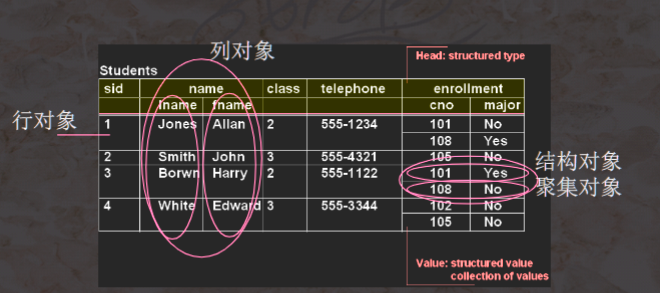 列对象
Head: structured type
Students
sid name class telephone enrollment
lname fname cno major
行对象
1 Jones Allan 2 555-1234 101 No
108 Yes
2 Smith John 3 555-4321 105 No
3 Borwn Harry 2 555-1122 101 Yes
结构对象
108 No
聚集对象
4 White Edward 3 555-3344 102 No
105 No
Value: structured value
collection of values